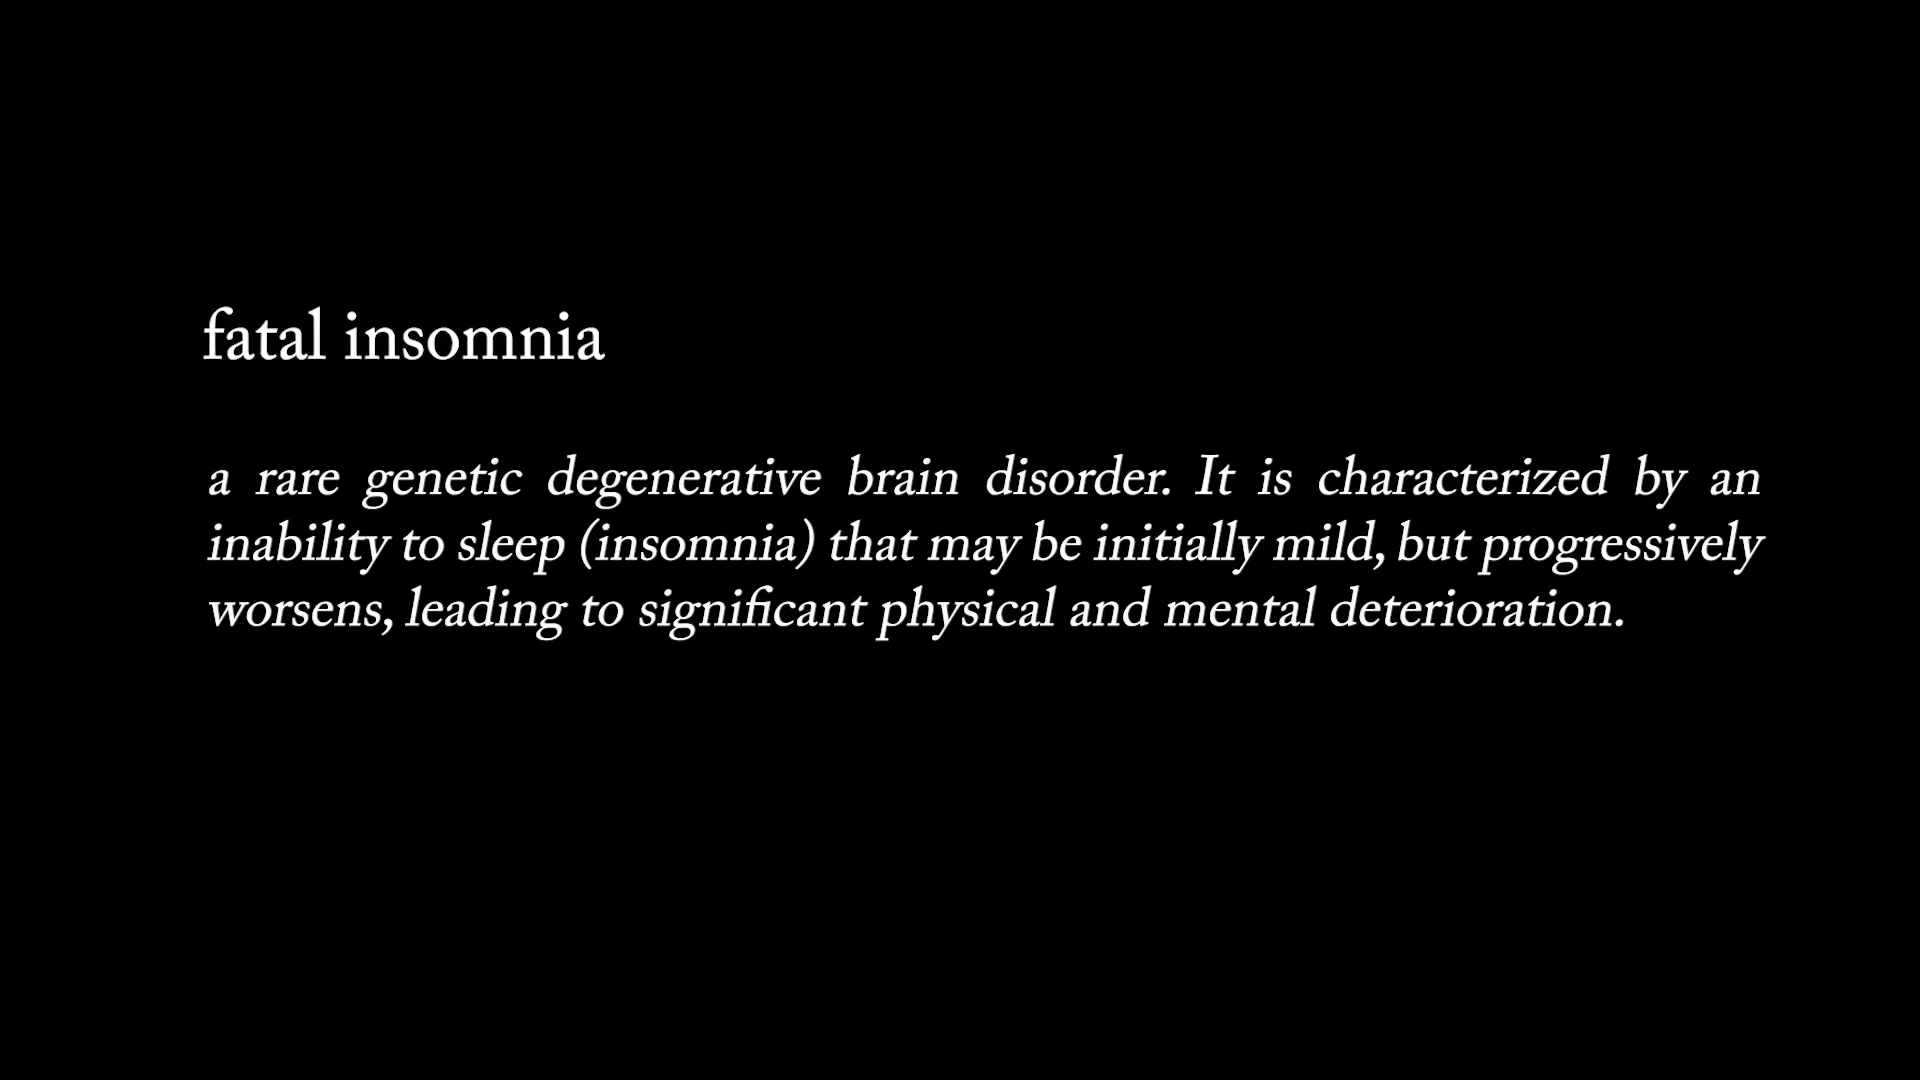 fatal insomnia
a rare genetic degenerative brain disorder. It is characterized by an
inability to sleep (insomnia) that may be initially mild, but progressively
worsens, leading to significant physical and mental deterioration.